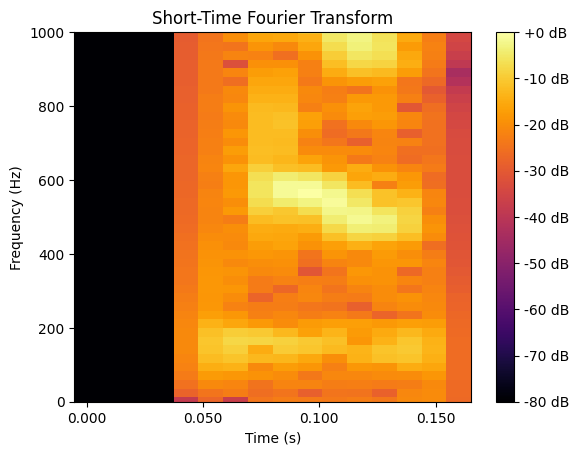 Short-Time Fourier Transform
1000
800
600
400
200
0
Frequency (Hz)
0.000
0.050
0.100
0.150
Time (s)
+0 dB
-10 dB
-20 dB
-30 dB
-40 dB
-50 dB
-60 dB
-70 dB
-80 dB